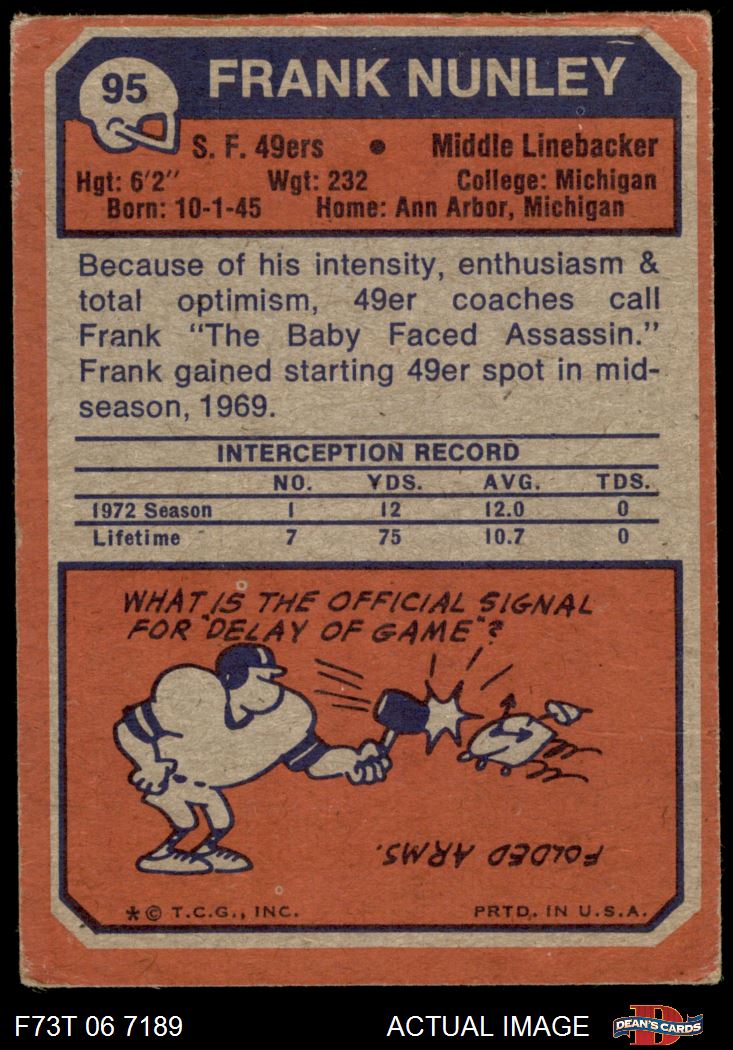 95
FRANK NUNLEY
S. F. 49ers • Middle Linebacker
Hgt: 6'2'' Wgt: 232 College: Michigan
Born: 10-1-45 Home: Ann Arbor, Michigan
Because of his intensity, enthusiasm &
total optimism, 49er coaches call
Frank "The Baby Faced Assassin."
Frank gained starting 49er spot in mid-
season, 1969.
INTERCEPTION RECORD
NO. YDS. AVG. TDS.
1972 Season 1 12 12.0 0
Lifetime 7 75 10.7 0
WHAT IS THE OFFICIAL SIGNAL
FOR "DELAY OF GAME"?
FOLDED ARMS.
* © T.C.G., INC. PRTD. IN U.S.A.
F73T 06 7189 ACTUAL IMAGE
D
DEAN'S CARDS